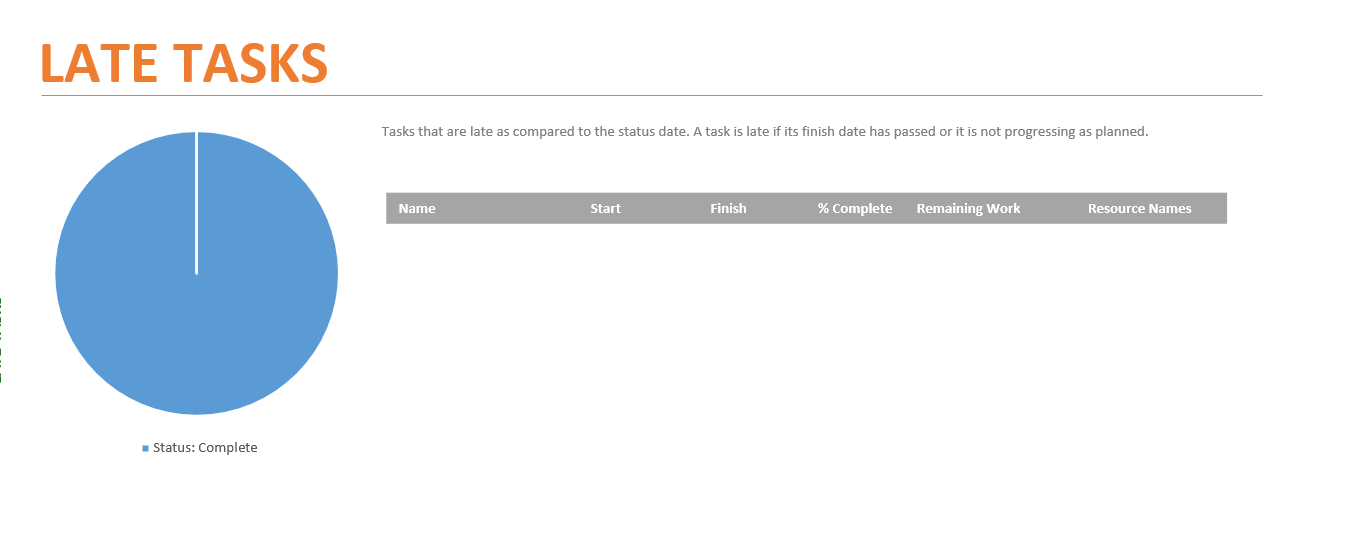 LATE TASKS
Tasks that are late as compared to the status date. A task is late if its finish date has passed or it is not progressing as planned.
Name Start Finish % Complete Remaining Work Resource Names
Status: Complete